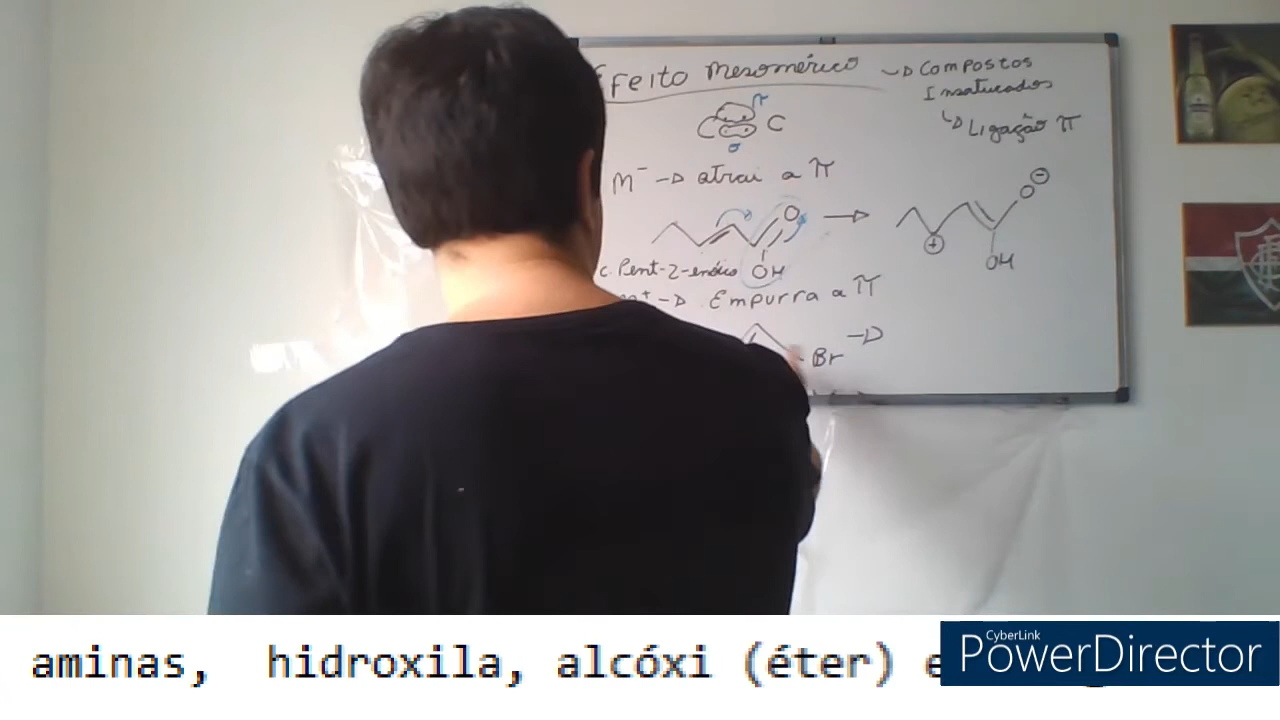 Efeito Mesomérico → Compostos
Insaturados
↳ Ligação π
π
C C
σ
M⁻ → atrai a π
O → O ⊖
⊕
OH
c. Pent-2-enóico OH
m⁺ → Empurra a π
Br →
aminas, hidroxila, alcóxi (éter)
CyberLink
PowerDirector